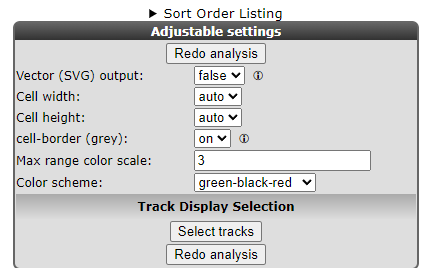 ▶ Sort Order Listing
Adjustable settings
Redo analysis
Vector (SVG) output: false
Cell width: auto
Cell height: auto
cell-border (grey): on
Max range color scale: 3
Color scheme: green-black-red
Track Display Selection
Select tracks
Redo analysis